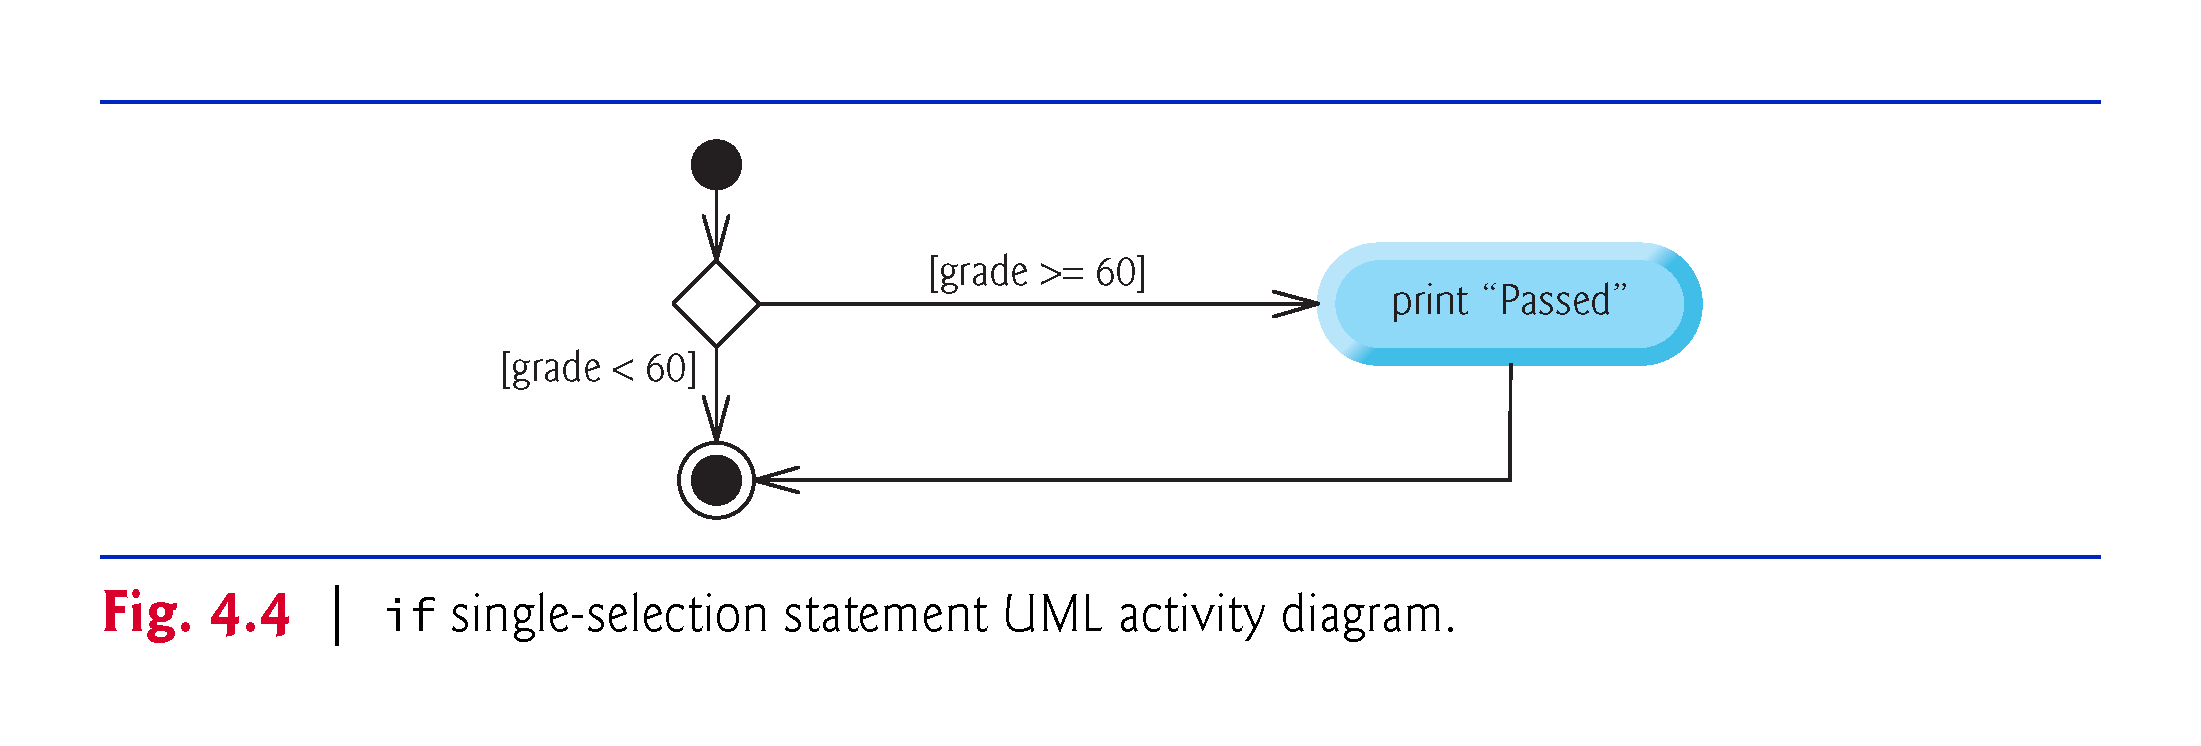 [grade >= 60]
print “Passed”
[grade < 60]
Fig. 4.4 | if single-selection statement UML activity diagram.